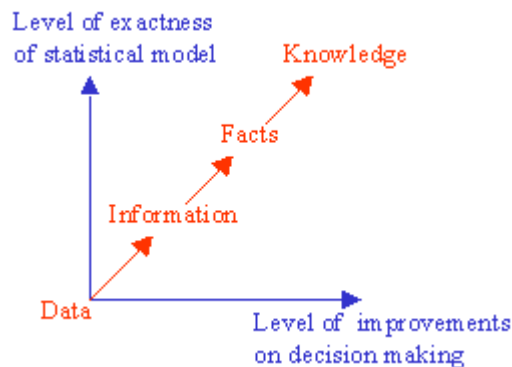 Level of exactness
of statistical model
Knowledge
Facts
Information
Data
Level of improvements
on decision making